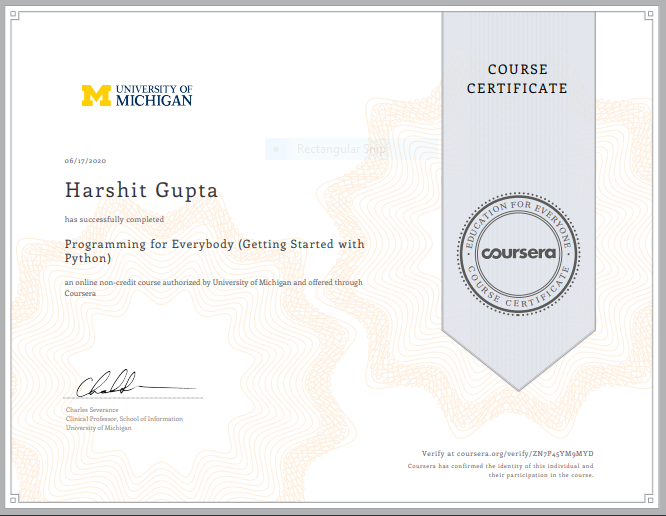 UNIVERSITY OF
MICHIGAN
COURSE
CERTIFICATE
06/17/2020
Rectangular Snip
Harshit Gupta
has successfully completed
Programming for Everybody (Getting Started with
Python)
an online non-credit course authorized by University of Michigan and offered through
Coursera
EDUCATION FOR EVERYONE
coursera
COURSE CERTIFICATE
Charles Severance
Clinical Professor, School of Information
University of Michigan
Verify at coursera.org/verify/ZN7P45YM9MYD
Coursera has confirmed the identity of this individual and
their participation in the course.